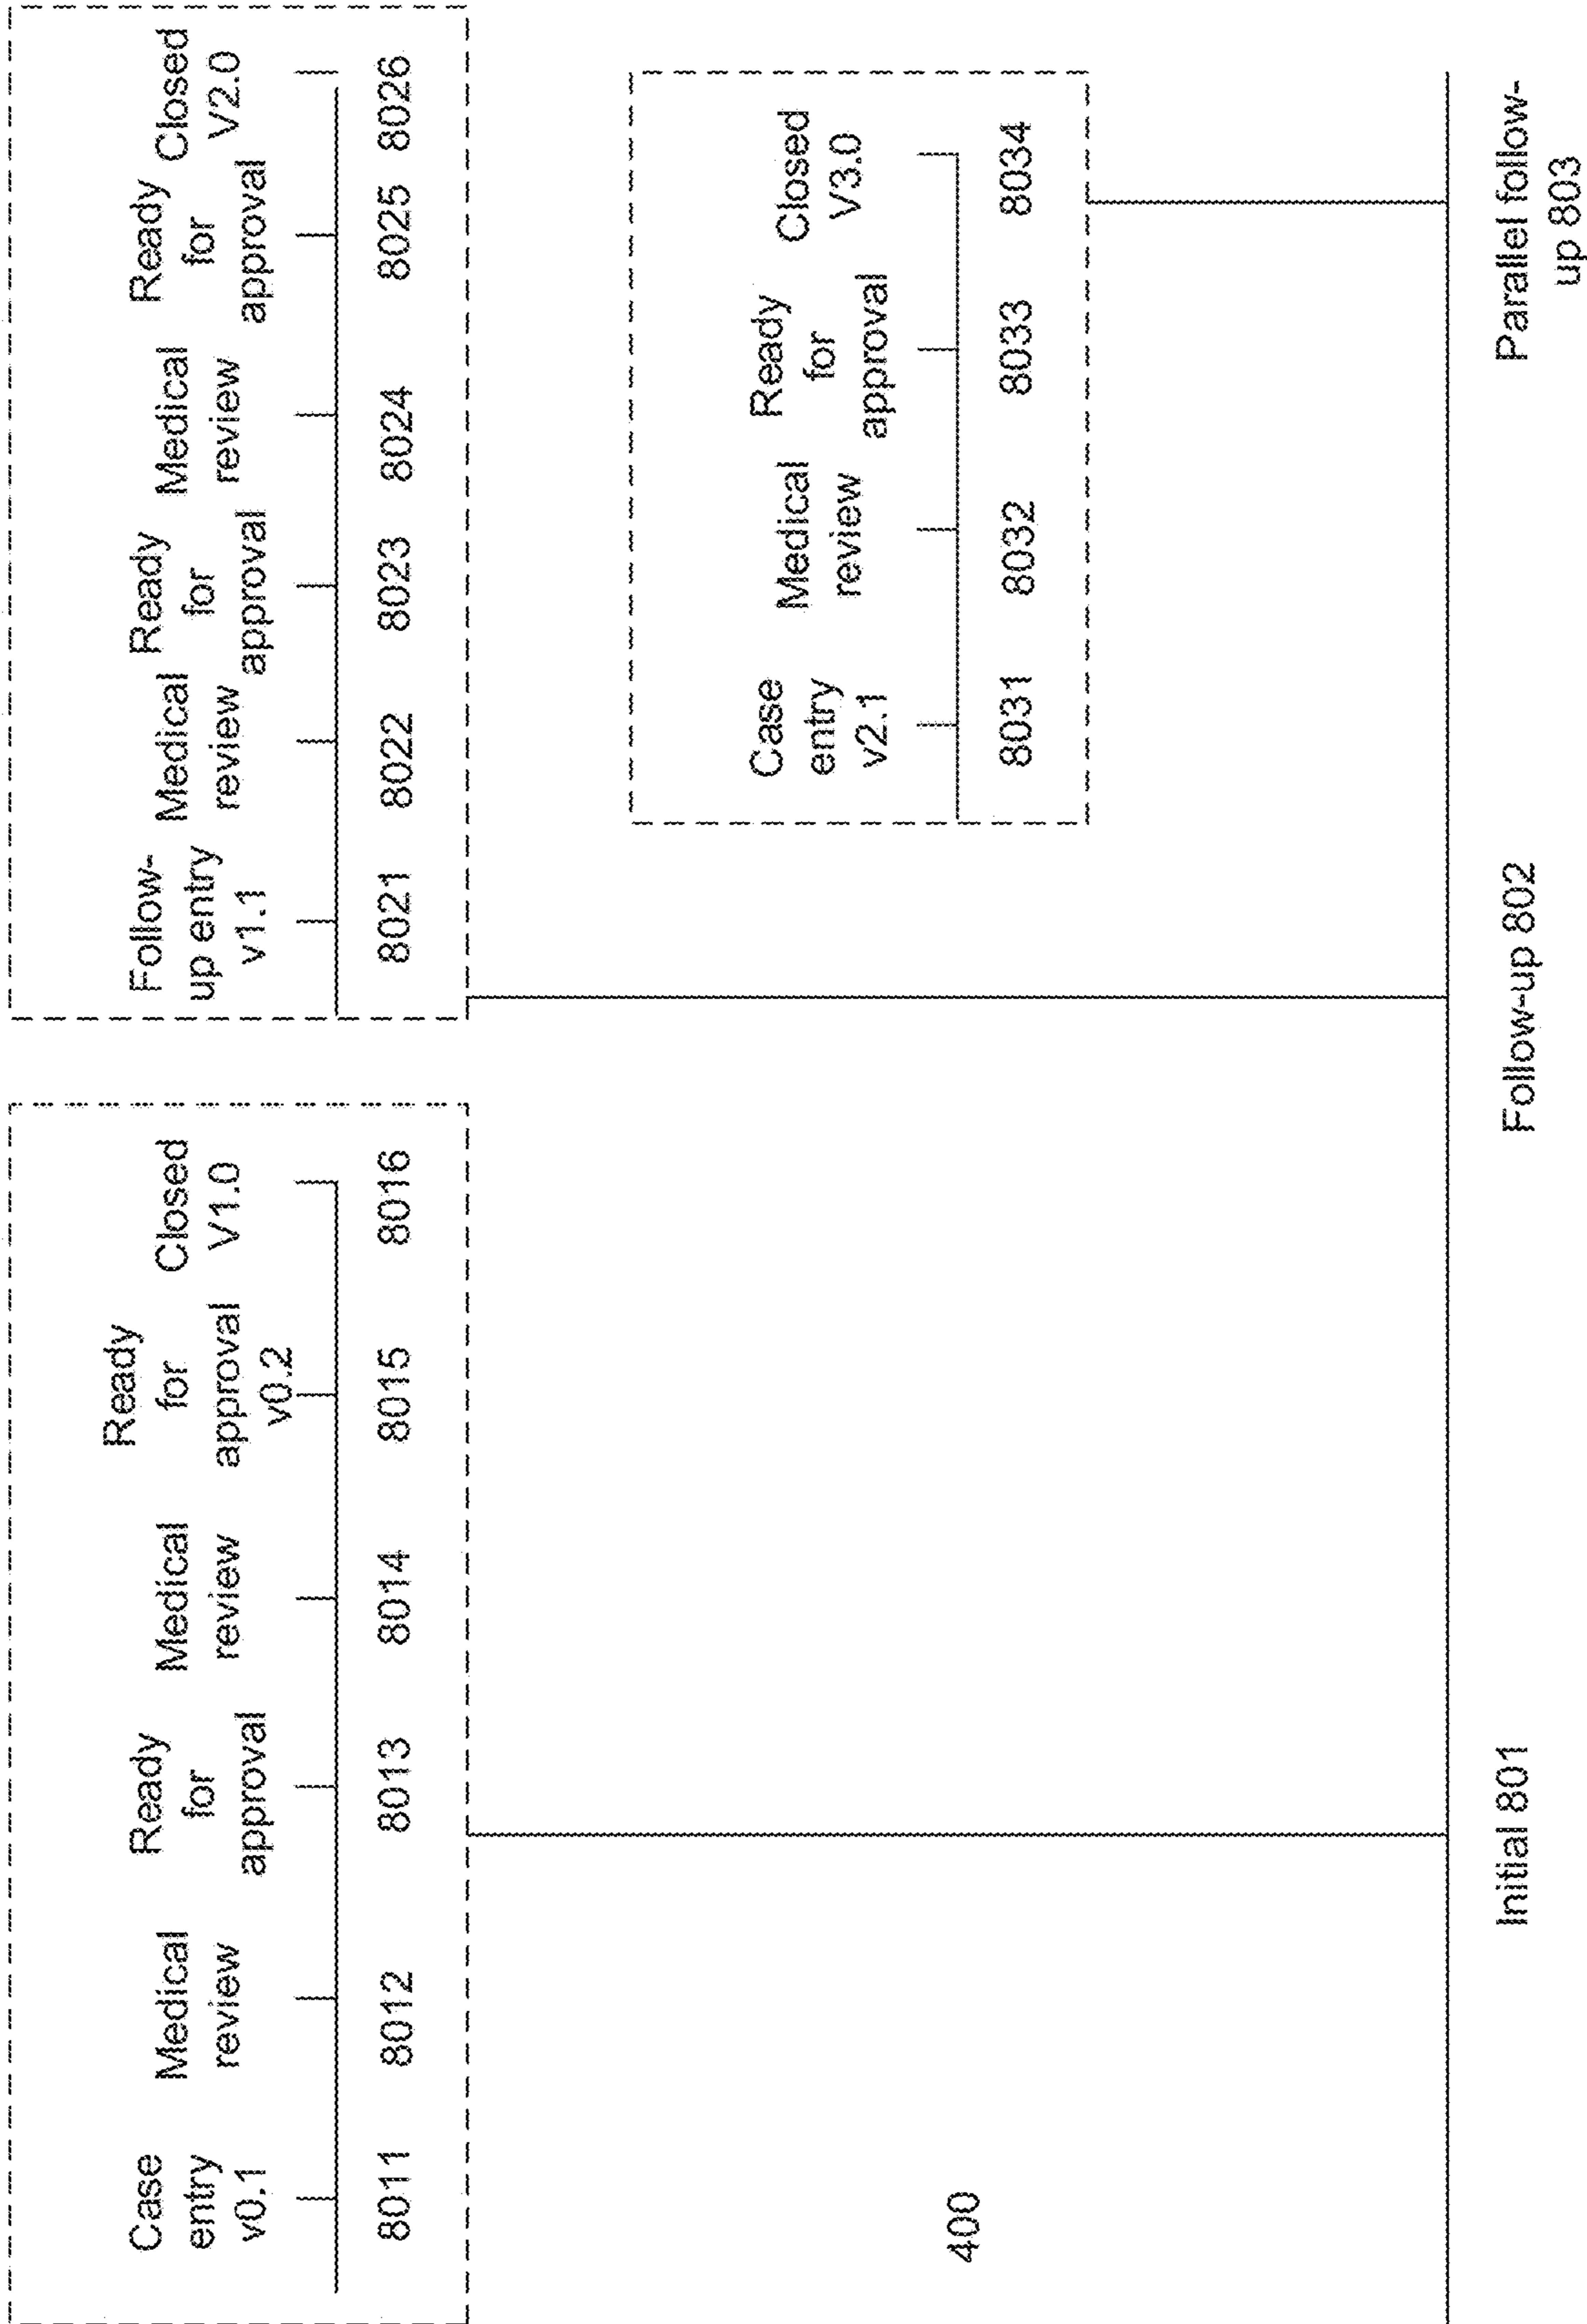 Case
entry
v0.1
Medical
review
Ready
for
approval
Medical
review
Ready
for
approval
v0.2
Closed
V1.0
8011
8012
8013
8014
8015
8016
Follow-
up entry
v1.1
Medical
review
Ready
for
approval
Medical
review
Ready
for
approval
Closed
V2.0
8021
8022
8023
8024
8025
8026
Case
entry
v2.1
Medical
review
Ready
for
approval
Closed
V3.0
8031
8032
8033
8034
400
Initial 801
Follow-up 802
Parallel follow-
up 803